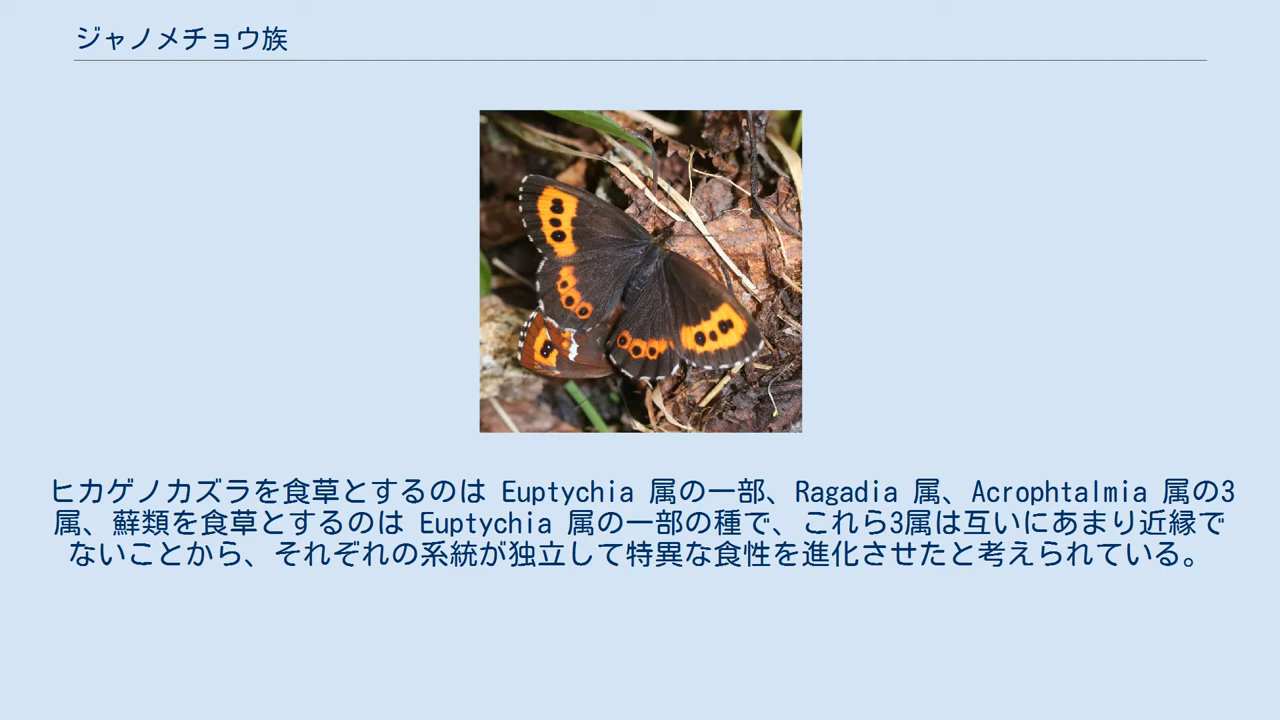 ジャノメチョウ族
ヒカゲノカズラを食草とするのは Euptychia 属の一部、Ragadia 属、Acrophtalmia 属の3
属、蘚類を食草とするのは Euptychia 属の一部の種で、これら3属は互いにあまり近縁で
ないことから、それぞれの系統が独立して特異な食性を進化させたと考えられている。